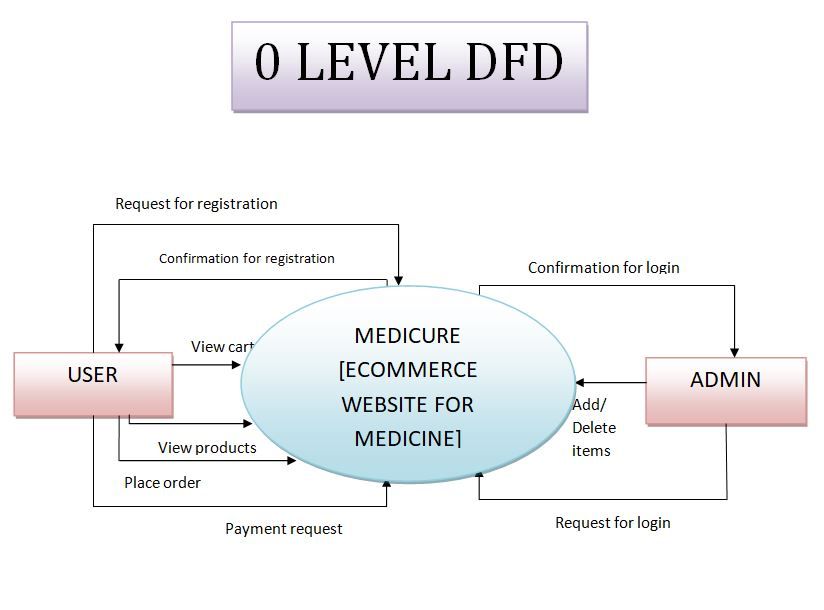 0 LEVEL DFD
Request for registration
Confirmation for registration
Confirmation for login
View cart
MEDICURE
[ECOMMERCE
WEBSITE FOR
MEDICINE]
USER
ADMIN
Add/
Delete
items
View products
Place order
Payment request
Request for login